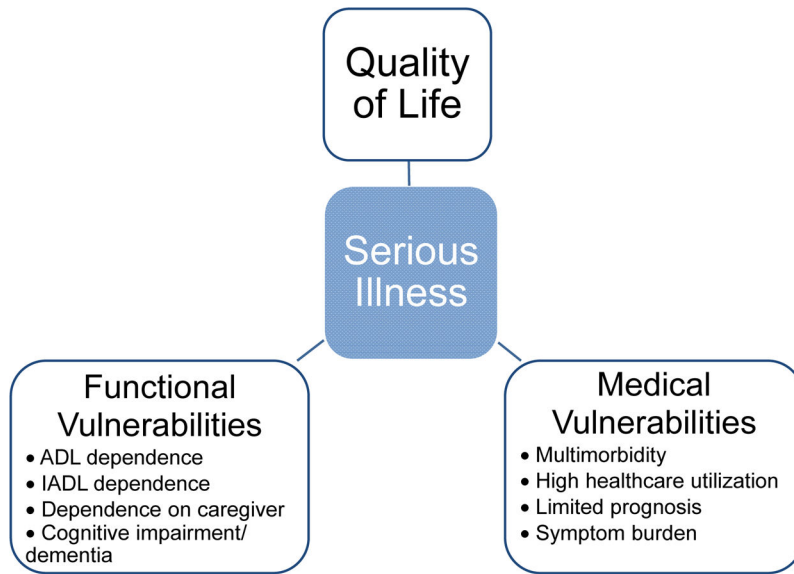 Quality
of Life
Serious
Illness
Functional
Vulnerabilities
• ADL dependence
• IADL dependence
• Dependence on caregiver
• Cognitive impairment/
dementia
Medical
Vulnerabilities
• Multimorbidity
• High healthcare utilization
• Limited prognosis
• Symptom burden